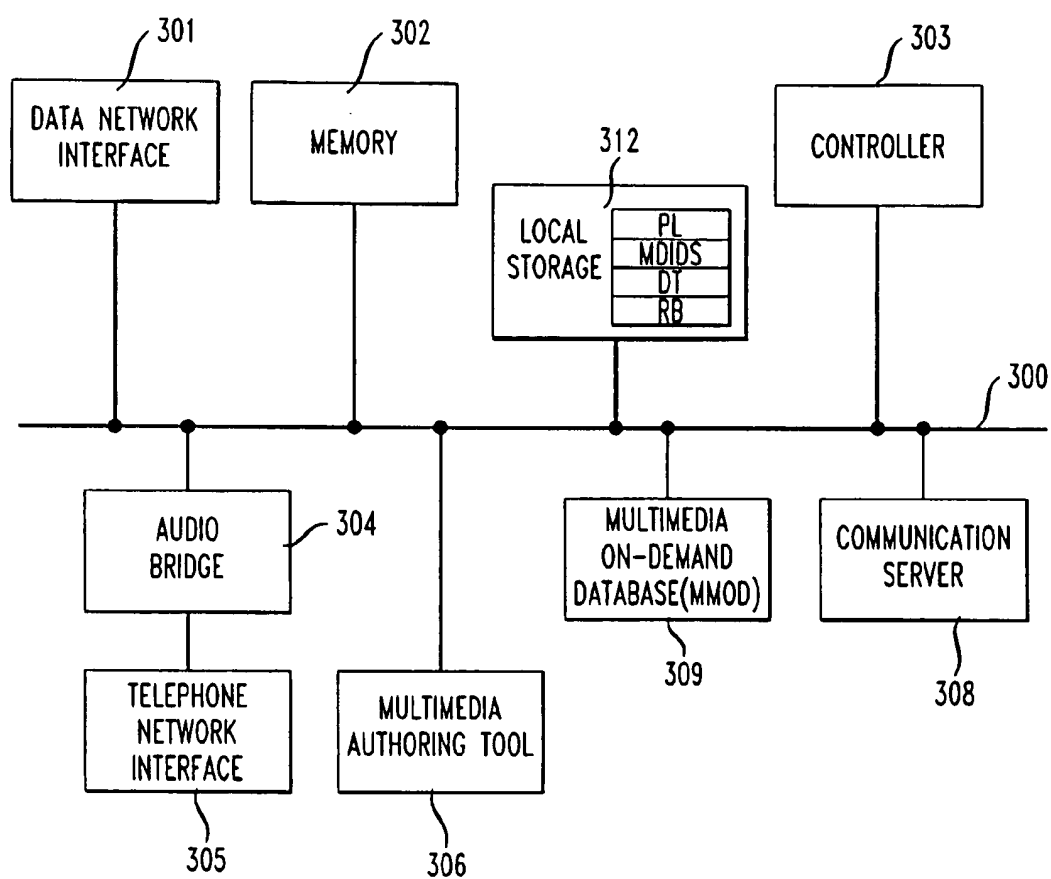 301
302
303
DATA NETWORK
INTERFACE
MEMORY
CONTROLLER
312
LOCAL
STORAGE
PL
MDIDS
DT
RB
300
AUDIO
BRIDGE
304
MULTIMEDIA
ON-DEMAND
DATABASE(MMOD)
COMMUNICATION
SERVER
309
308
TELEPHONE
NETWORK
INTERFACE
MULTIMEDIA
AUTHORING TOOL
305
306